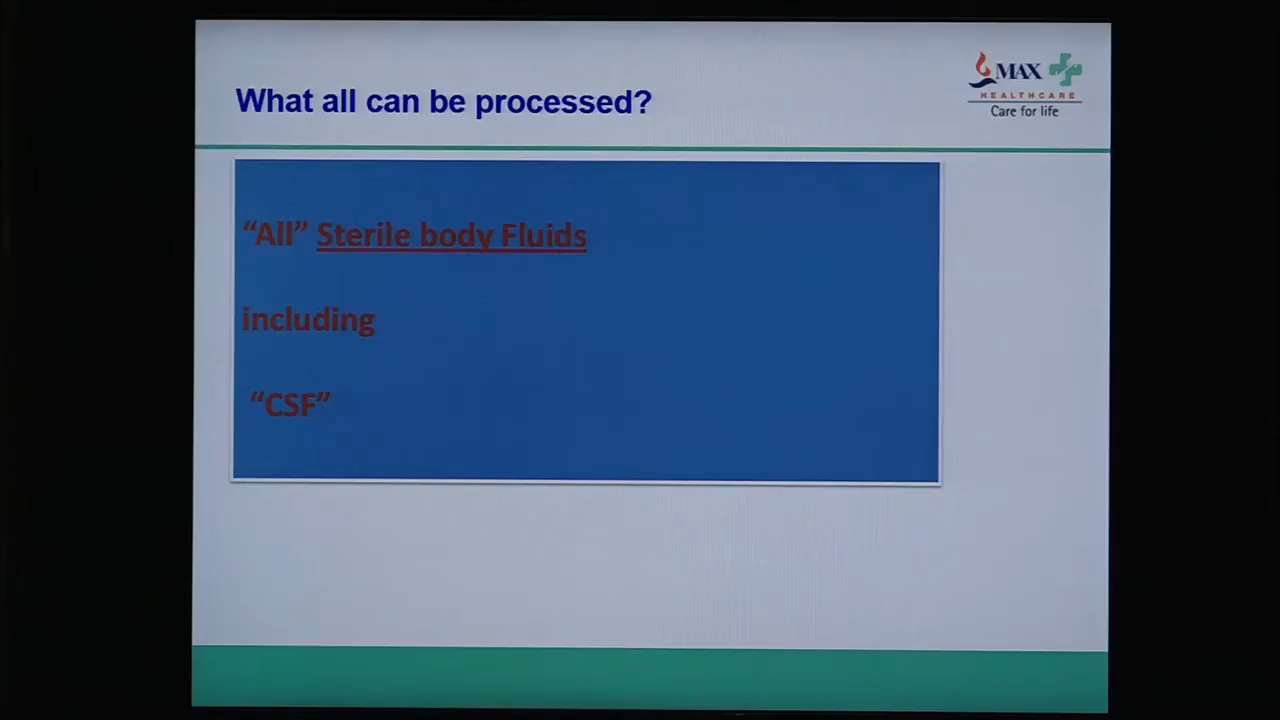 What all can be processed?
MAX
HEALTHCARE
Care for life
“All” Sterile body Fluids
including
“CSF”